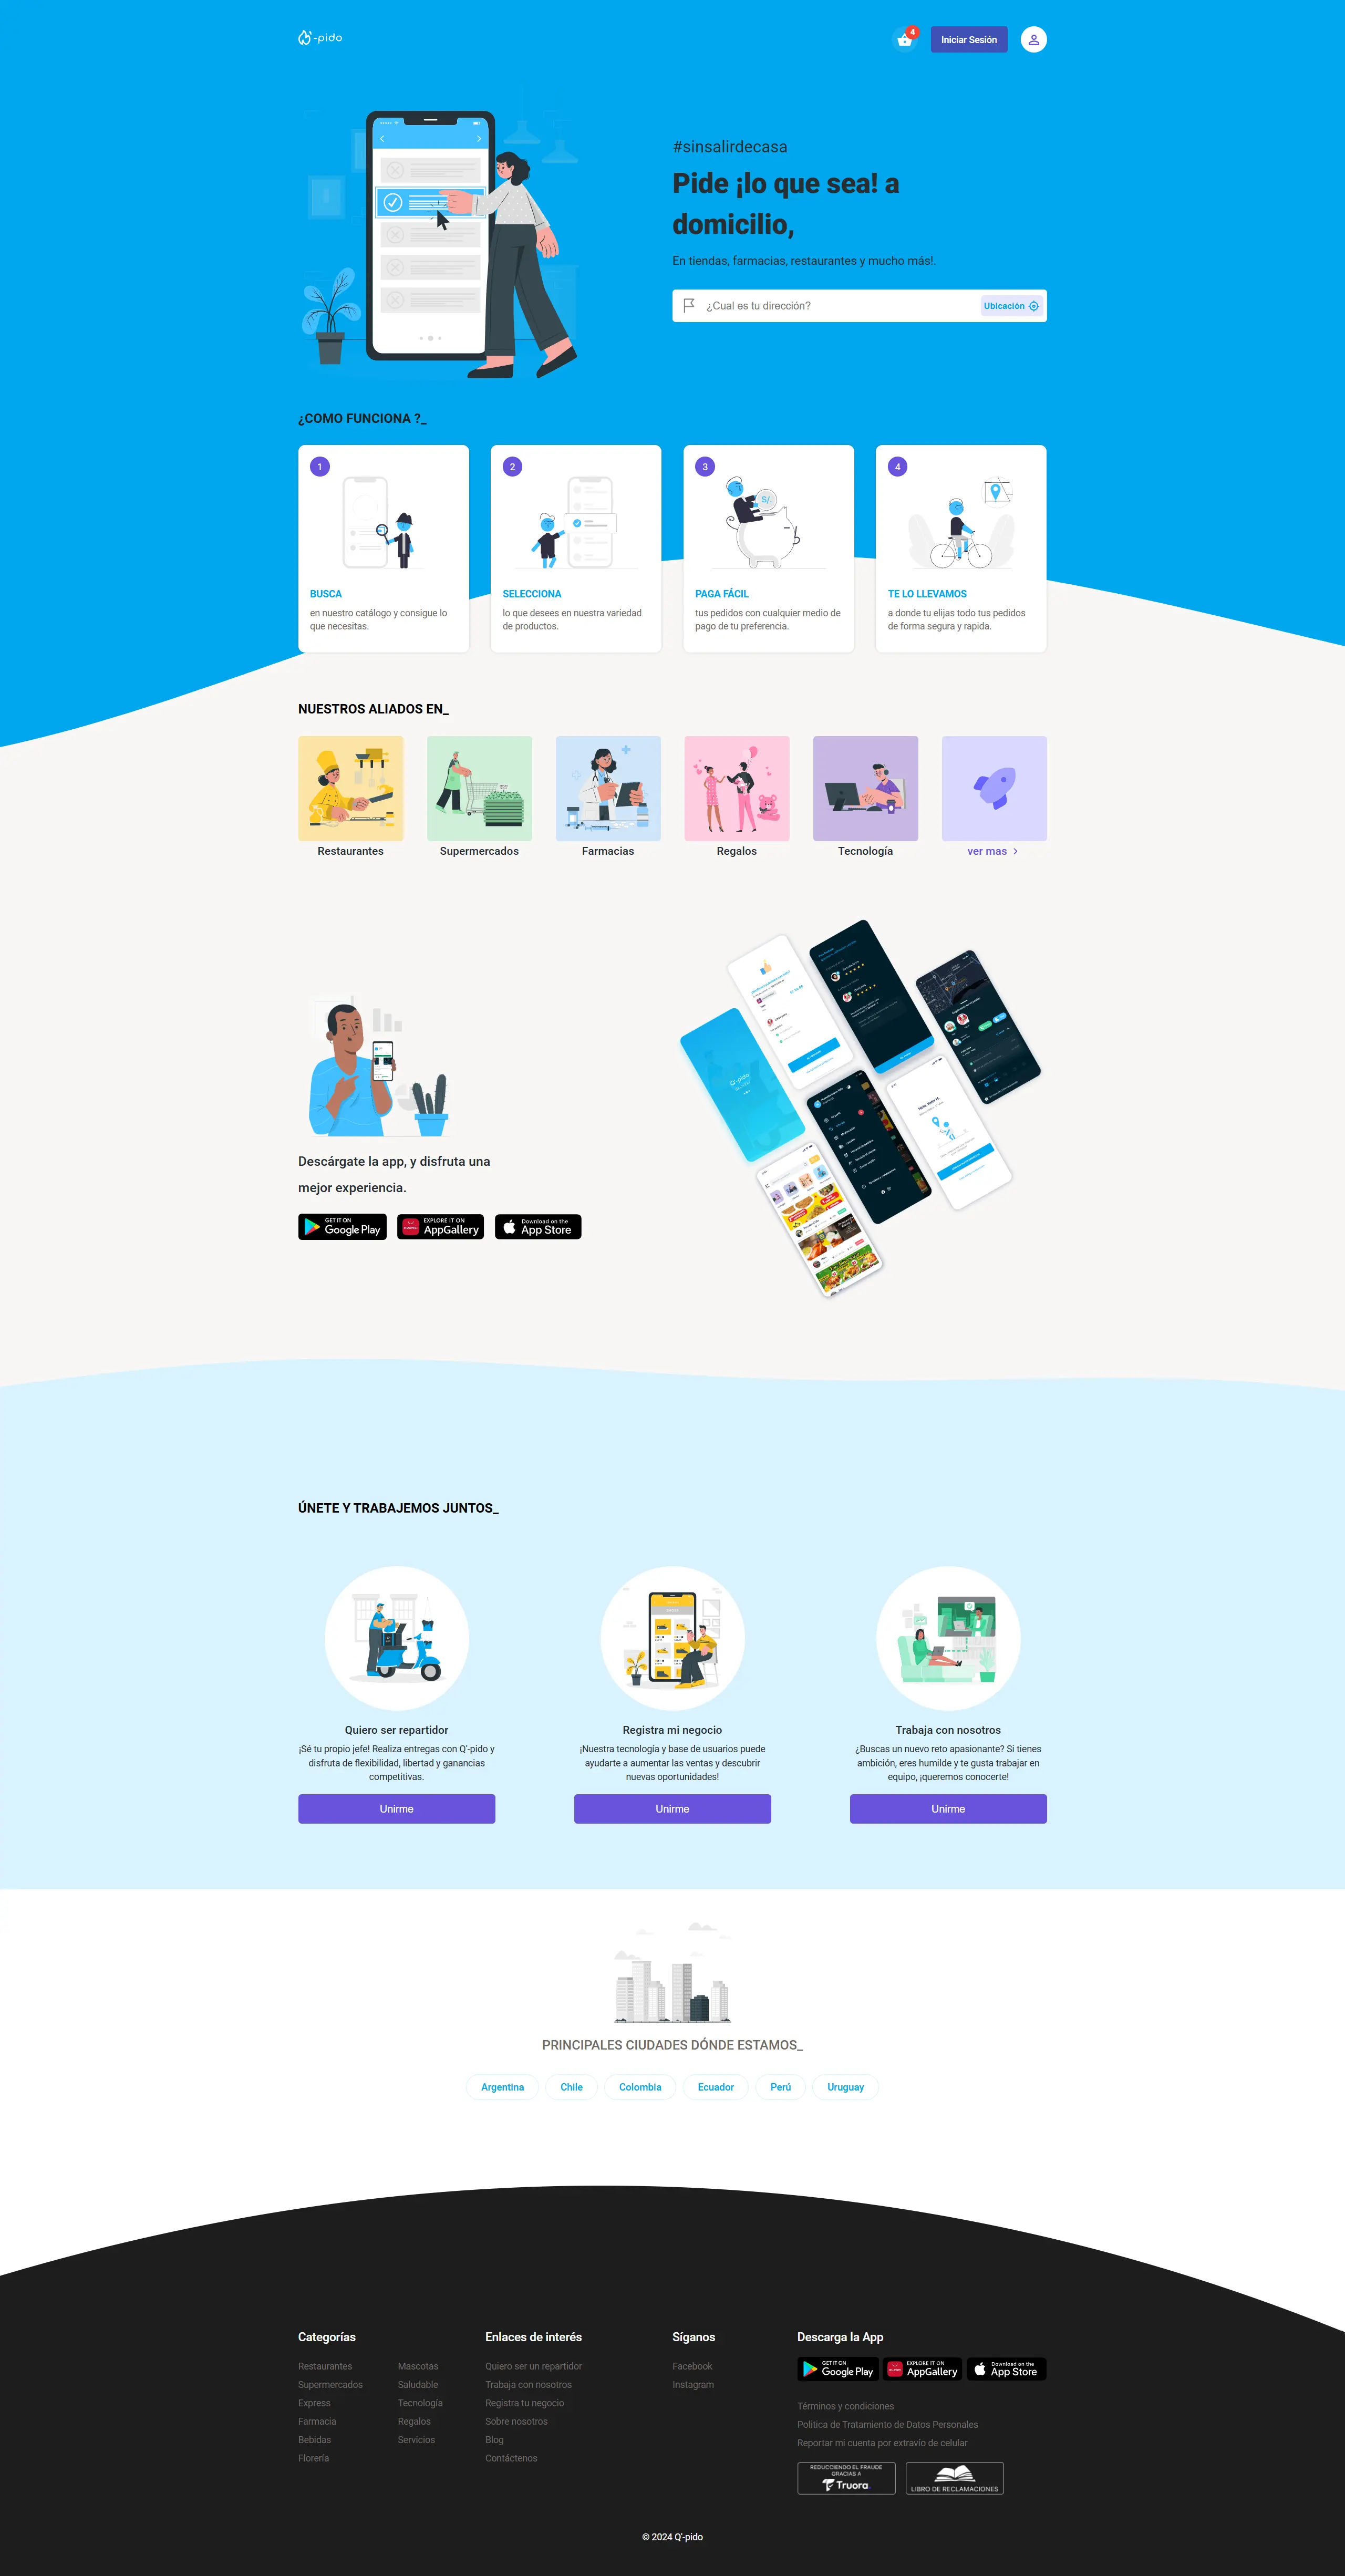 Q'-pido
4
Iniciar Sesión
#sinsalirdecasa
Pide ¡lo que sea! a
domicilio,
En tiendas, farmacias, restaurantes y mucho más!.
¿Cual es tu dirección?
Ubicación
¿COMO FUNCIONA ?_
1
BUSCA
en nuestro catálogo y consigue lo
que necesitas.
2
SELECCIONA
lo que desees en nuestra variedad
de productos.
3
S/.
PAGA FÁCIL
tus pedidos con cualquier medio de
pago de tu preferencia.
4
TE LO LLEVAMOS
a donde tu elijas todo tus pedidos
de forma segura y rapida.
NUESTROS ALIADOS EN_
Restaurantes
Supermercados
Farmacias
Regalos
Tecnología
ver mas
Q'-pido
Descárgate la app, y disfruta una
mejor experiencia.
GET IT ON
Google Play
EXPLORE IT ON
AppGallery
Download on the
App Store
ÚNETE Y TRABAJEMOS JUNTOS_
Quiero ser repartidor
¡Sé tu propio jefe! Realiza entregas con Q'-pido y
disfruta de flexibilidad, libertad y ganancias
competitivas.
Unirme
Registra mi negocio
¡Nuestra tecnología y base de usuarios puede
ayudarte a aumentar las ventas y descubrir
nuevas oportunidades!
Unirme
Trabaja con nosotros
¿Buscas un nuevo reto apasionante? Si tienes
ambición, eres humilde y te gusta trabajar en
equipo, ¡queremos conocerte!
Unirme
PRINCIPALES CIUDADES DÓNDE ESTAMOS_
Argentina
Chile
Colombia
Ecuador
Perú
Uruguay
Categorías
Restaurantes
Supermercados
Express
Farmacia
Bebidas
Florería
Mascotas
Saludable
Tecnología
Regalos
Servicios
Enlaces de interés
Quiero ser un repartidor
Trabaja con nosotros
Registra tu negocio
Sobre nosotros
Blog
Contáctenos
Síganos
Facebook
Instagram
Descarga la App
GET IT ON
Google Play
EXPLORE IT ON
AppGallery
Download on the
App Store
Términos y condiciones
Política de Tratamiento de Datos Personales
Reportar mi cuenta por extravío de celular
REDUCCIENDO EL FRAUDE
GRACIAS A
Truora
LIBRO DE RECLAMACIONES
© 2024 Q'-pido